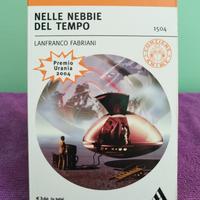 NELLE NEBBIE
DEL TEMPO
1504
LANFRANCO FABRIANI
Premio
Urania
2004